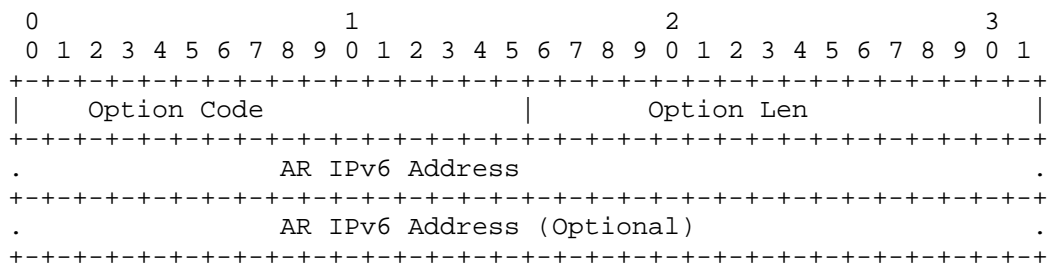 0                   1                   2                   3
 0 1 2 3 4 5 6 7 8 9 0 1 2 3 4 5 6 7 8 9 0 1 2 3 4 5 6 7 8 9 0 1
+-+-+-+-+-+-+-+-+-+-+-+-+-+-+-+-+-+-+-+-+-+-+-+-+-+-+-+-+-+-+-+-+
|    Option Code                |       Option Len              |
+-+-+-+-+-+-+-+-+-+-+-+-+-+-+-+-+-+-+-+-+-+-+-+-+-+-+-+-+-+-+-+-+
.                AR IPv6 Address                                .
+-+-+-+-+-+-+-+-+-+-+-+-+-+-+-+-+-+-+-+-+-+-+-+-+-+-+-+-+-+-+-+-+
.                AR IPv6 Address (Optional)                     .
+-+-+-+-+-+-+-+-+-+-+-+-+-+-+-+-+-+-+-+-+-+-+-+-+-+-+-+-+-+-+-+-+